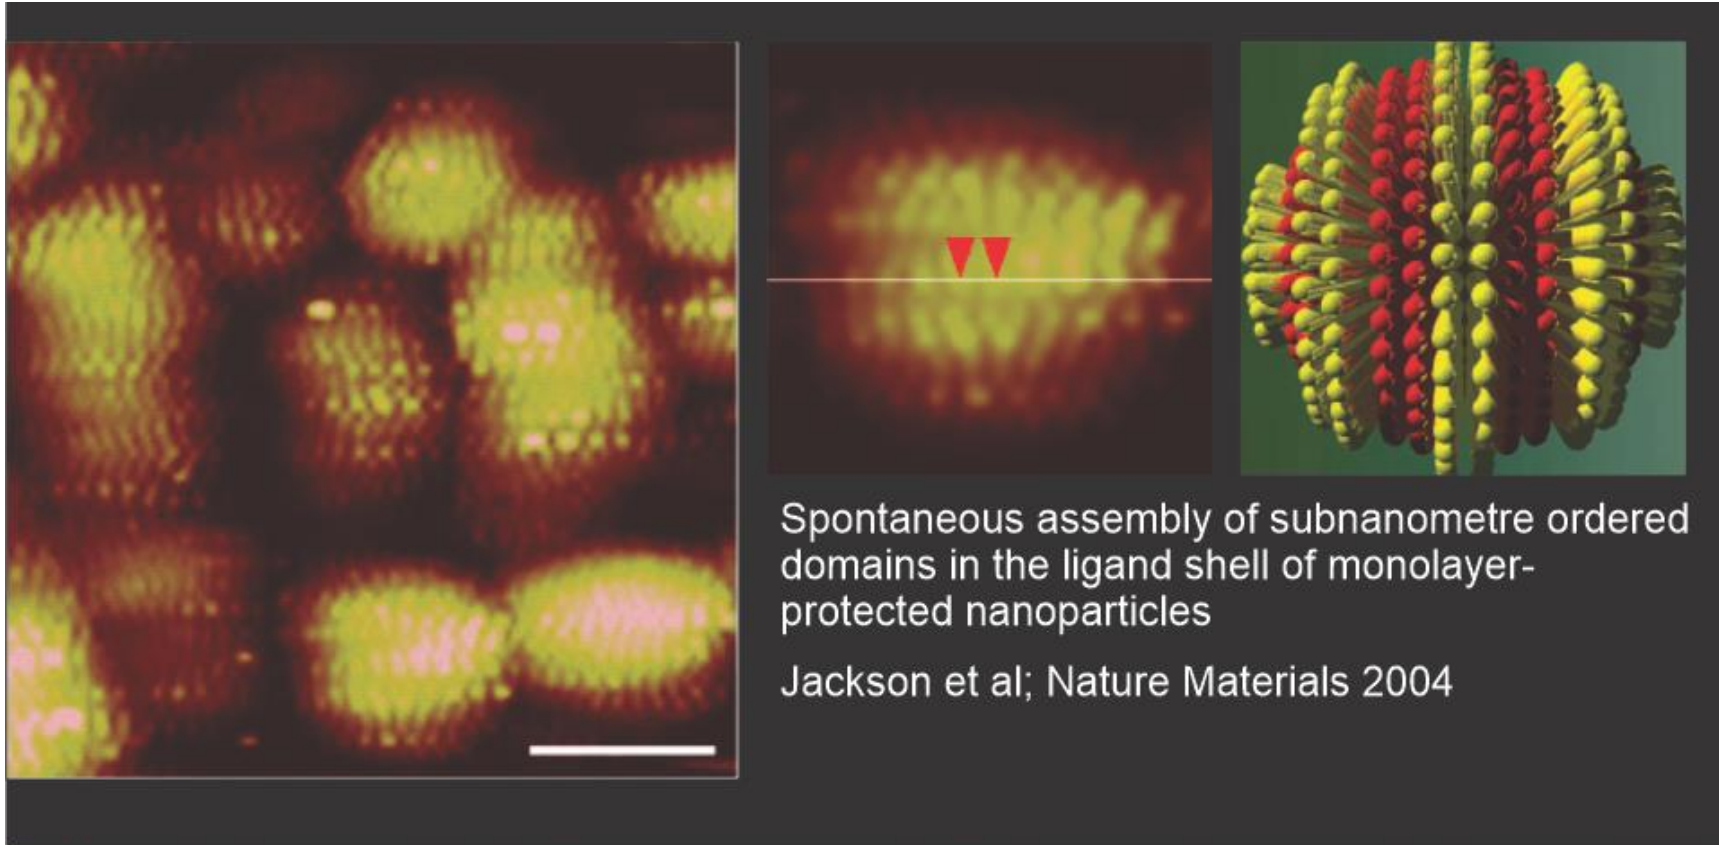 Spontaneous assembly of subnanometre ordered
domains in the ligand shell of monolayer-
protected nanoparticles
Jackson et al; Nature Materials 2004